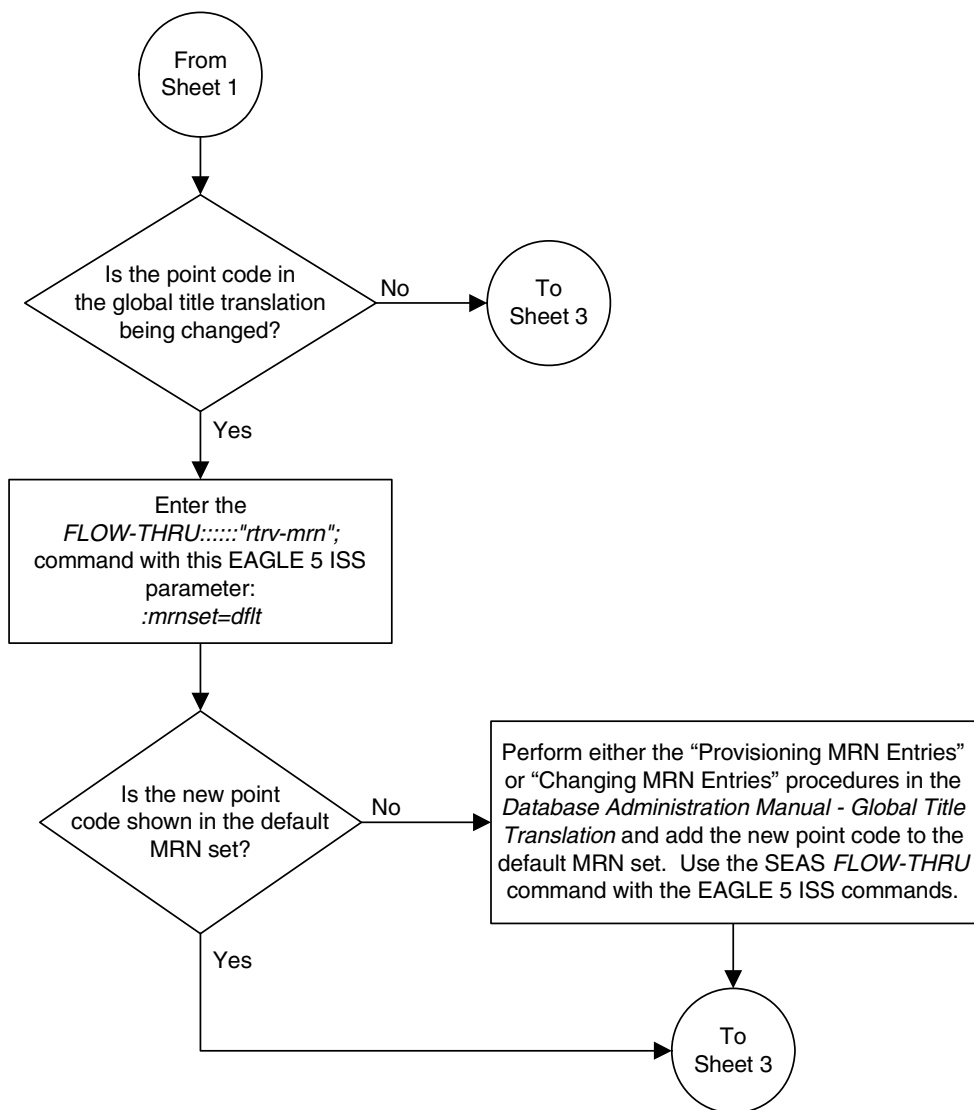 From
Sheet 1
Is the point code in
the global title translation
being changed?
No
To
Sheet 3
Yes
Enter the
FLOW-THRU::::::"rtrv-mrn";
command with this EAGLE 5 ISS
parameter:
:mrnset=dflt
Is the new point
code shown in the default
MRN set?
No
Perform either the “Provisioning MRN Entries”
or “Changing MRN Entries” procedures in the
Database Administration Manual - Global Title
Translation and add the new point code to the
default MRN set.  Use the SEAS FLOW-THRU
command with the EAGLE 5 ISS commands.
Yes
To
Sheet 3